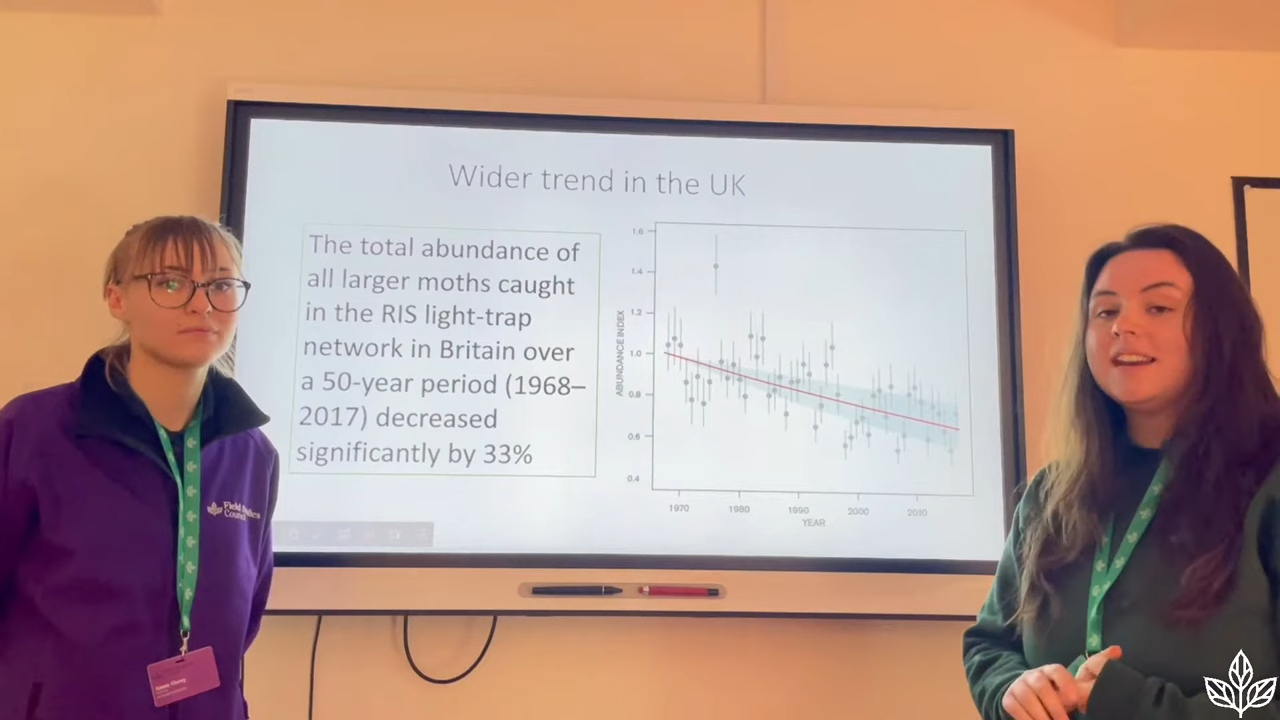 Wider trend in the UK
The total abundance of
all larger moths caught
in the RIS light-trap
network in Britain over
a 50-year period (1968–
2017) decreased
significantly by 33%
1.6
1.4
1.2
1.0
0.8
0.6
0.4
ABUNDANCE INDEX
1970 1980 1990 2000 2010
YEAR
Field Studies
Council